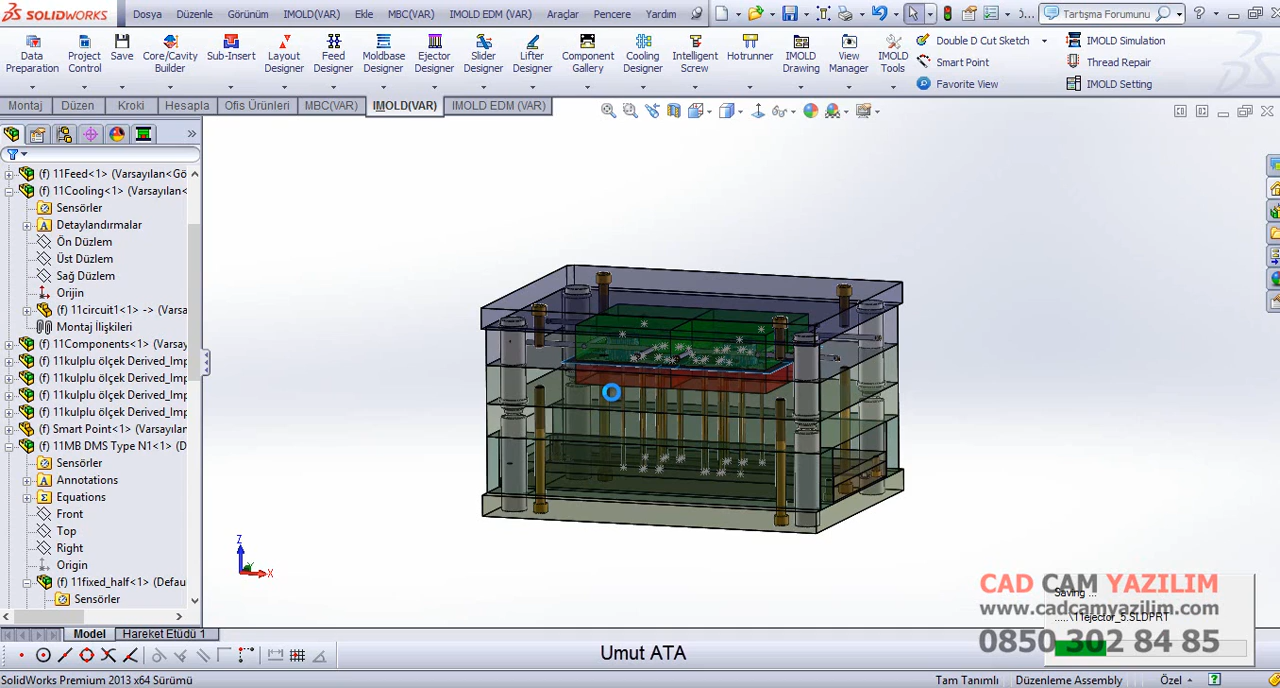 SOLIDWORKS
Dosya Düzenle Görünüm IMOLD(VAR) Ekle MBC(VAR) IMOLD EDM (VAR) Araçlar Pencere Yardım
Tartışma Forumunu
Data Preparation
Project Control
Save
Core/Cavity Builder
Sub-Insert
Layout Designer
Feed Designer
Moldbase Designer
Ejector Designer
Slider Designer
Lifter Designer
Component Gallery
Cooling Designer
Intelligent Screw
Hotrunner
IMOLD Drawing
View Manager
IMOLD Tools
Double D Cut Sketch
Smart Point
Favorite View
IMOLD Simulation
Thread Repair
IMOLD Setting
Montaj Düzen Kroki Hesapla Ofis Ürünleri MBC(VAR) IMOLD(VAR) IMOLD EDM (VAR)
(f) 11Feed<1> (Varsayılan<Gö
(f) 11Cooling<1> (Varsayılan<
Sensörler
Detaylandırmalar
Ön Düzlem
Üst Düzlem
Sağ Düzlem
Orijin
(f) 11circuit1<1> -> (Varsa
Montaj İlişkileri
(f) 11Components<1> (Varsay
(f) 11kulplu ölçek Derived_Imp
(f) 11kulplu ölçek Derived_Imp
(f) 11kulplu ölçek Derived_Imp
(f) 11kulplu ölçek Derived_Imp
(f) Smart Point<1> (Varsayılan
(f) 11MB DMS Type N1<1> (D
Sensörler
Annotations
Equations
Front
Top
Right
Origin
(f) 11fixed_half<1> (Defau
Sensörler
Z
X
Model Hareket Etüdü 1
CAD CAM YAZILIM
Saving ...
www.cadcamyazilim.com
.....\11ejector_5.SLDPRT
0850 302 84 85
Umut ATA
SolidWorks Premium 2013 x64 Sürümü
Tam Tanımlı Düzenleme Assembly Özel